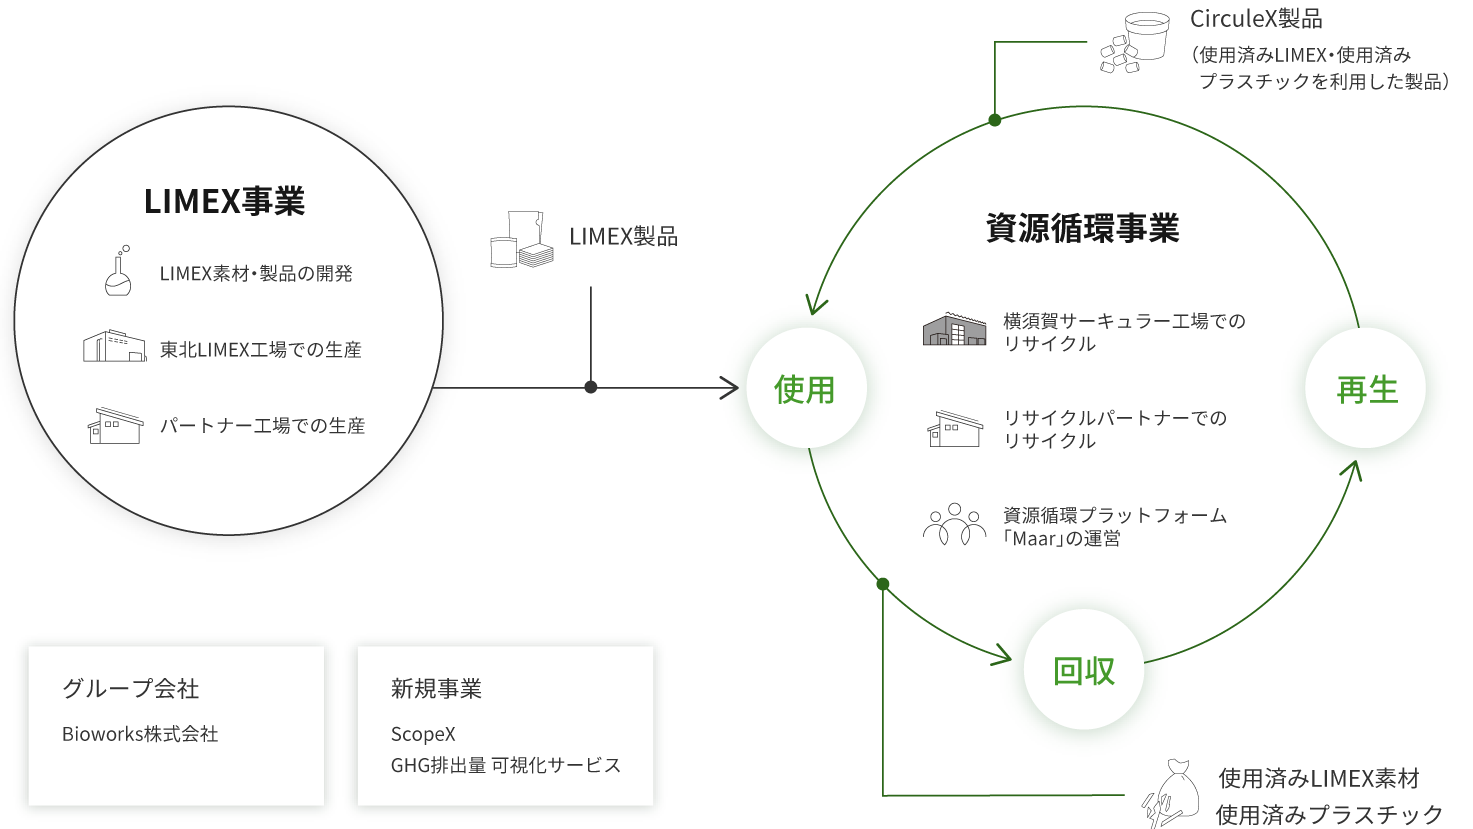 LIMEX事業
LIMEX素材・製品の開発
東北LIMEX工場での生産
パートナー工場での生産
LIMEX製品
CirculeX製品
（使用済みLIMEX・使用済み
プラスチックを利用した製品）
資源循環事業
横須賀サーキュラー工場での
リサイクル
リサイクルパートナーでの
リサイクル
資源循環プラットフォーム
「Maar」の運営
使用
再生
回収
使用済みLIMEX素材
使用済みプラスチック
グループ会社
Bioworks株式会社
新規事業
ScopeX
GHG排出量 可視化サービス